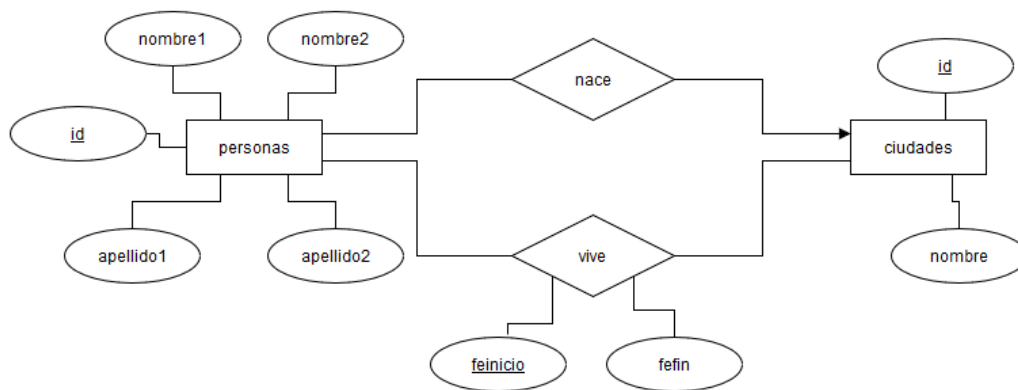 nombre1
nombre2
id
nace
id
personas
ciudades
apellido1
apellido2
vive
nombre
feinicio
fefin